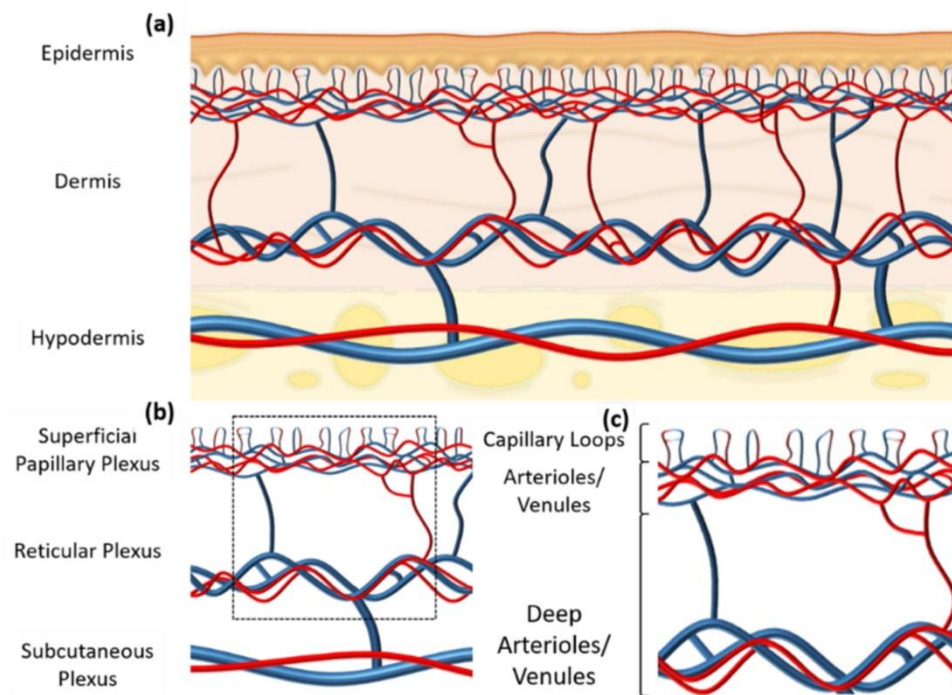 (a)
Epidermis
Dermis
Hypodermis
(b)
Superficial
Papillary Plexus
Reticular Plexus
Subcutaneous
Plexus
(c)
Capillary Loops
Arterioles/
Venules
Deep
Arterioles/
Venules